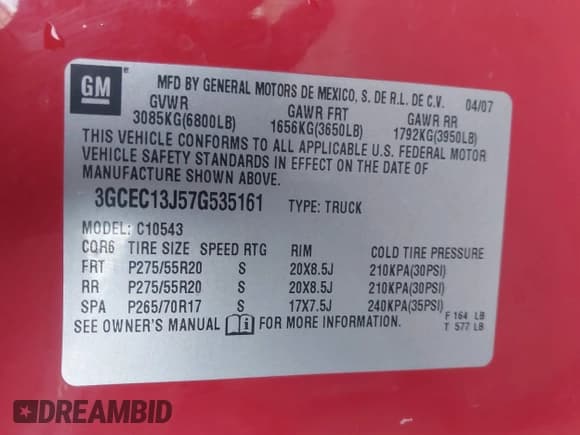 GM
MFD BY GENERAL MOTORS DE MEXICO, S. DE R.L. DE C.V. 04/07
GVWR GAWR FRT GAWR RR
3085KG(6800LB) 1656KG(3650LB) 1792KG(3950LB)
THIS VEHICLE CONFORMS TO ALL APPLICABLE U.S. FEDERAL MOTOR
VEHICLE SAFETY STANDARDS IN EFFECT ON THE DATE OF
MANUFACTURE SHOWN ABOVE.
3GCEC13J57G535161 TYPE: TRUCK
MODEL: C10543
CQR6 TIRE SIZE SPEED RTG RIM COLD TIRE PRESSURE
FRT P275/55R20 S 20X8.5J 210KPA(30PSI)
RR P275/55R20 S 20X8.5J 210KPA(30PSI)
SPA P265/70R17 S 17X7.5J 240KPA(35PSI)
F 164 LB
SEE OWNER'S MANUAL i FOR MORE INFORMATION. T 577 LB
DREAMBID